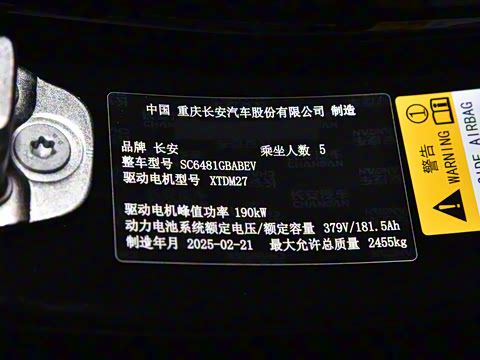 中国 重庆长安汽车股份有限公司 制造
品牌 长安 乘坐人数 5
整车型号 SC6481GBABEV
驱动电机型号 XTDM27
驱动电机峰值功率 190kW
动力电池系统额定电压/额定容量 379V/181.5Ah
制造年月 2025-02-21 最大允许总质量 2455kg
警告
WARNING
SIDE AIRBAG